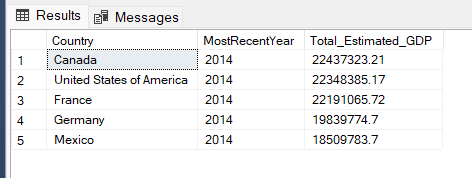 Results Messages
Country MostRecentYear Total_Estimated_GDP
1 Canada 2014 22437323.21
2 United States of America 2014 22348385.17
3 France 2014 22191065.72
4 Germany 2014 19839774.7
5 Mexico 2014 18509783.7